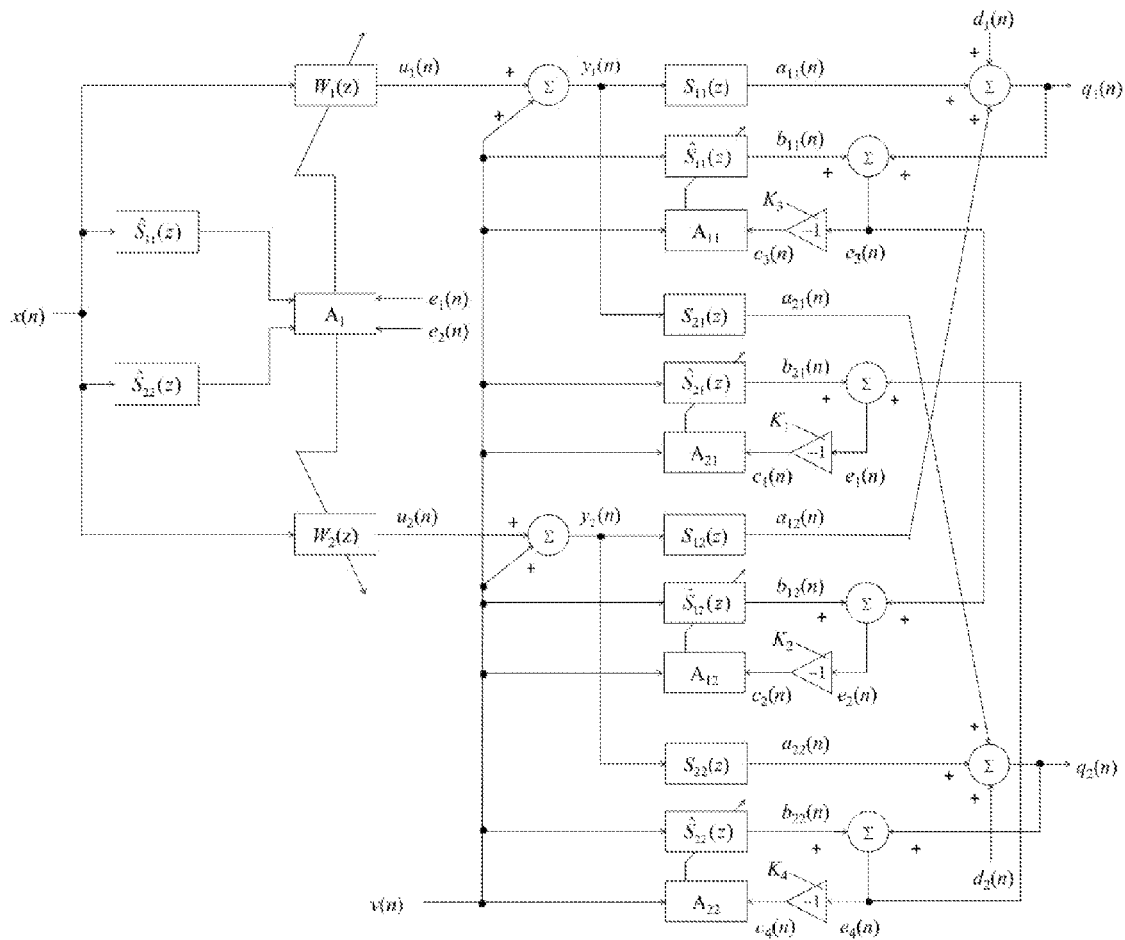 d₁(n)
u₁(n) + y₁(n) a₁₁(n) +
W₁(z) Σ S₁₁(z) + Σ q₁(n)
+ +
b₁₁(n)
Ŝ₁₁(z) Σ
+ +
K₃
Ŝ₁₁(z) A₁₁ -1
c₃(n) e₃(n)
a₂₁(n)
e₁(n)
x(n) A₁ S₂₁(z)
e₂(n)
b₂₁(n)
Ŝ₂₂(z) Ŝ₂₁(z) Σ
+ +
K₁
A₂₁ -1
c₁(n) e₁(n)
u₂(n) + y₂(n) a₁₂(n)
W₂(z) Σ S₁₂(z)
+
b₁₂(n)
Ŝ₁₂(z) Σ
+ +
K₂
A₁₂ -1
c₂(n) e₂(n)
a₂₂(n) +
S₂₂(z) + Σ q₂(n)
+
b₂₂(n)
Ŝ₂₂(z) Σ
+ +
K₄ d₂(n)
v(n) A₂₂ -1
c₄(n) e₄(n)